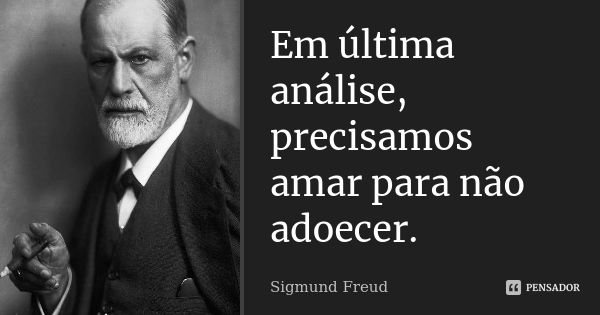 Em última
análise,
precisamos
amar para não
adoecer.
Sigmund Freud
PENSADOR